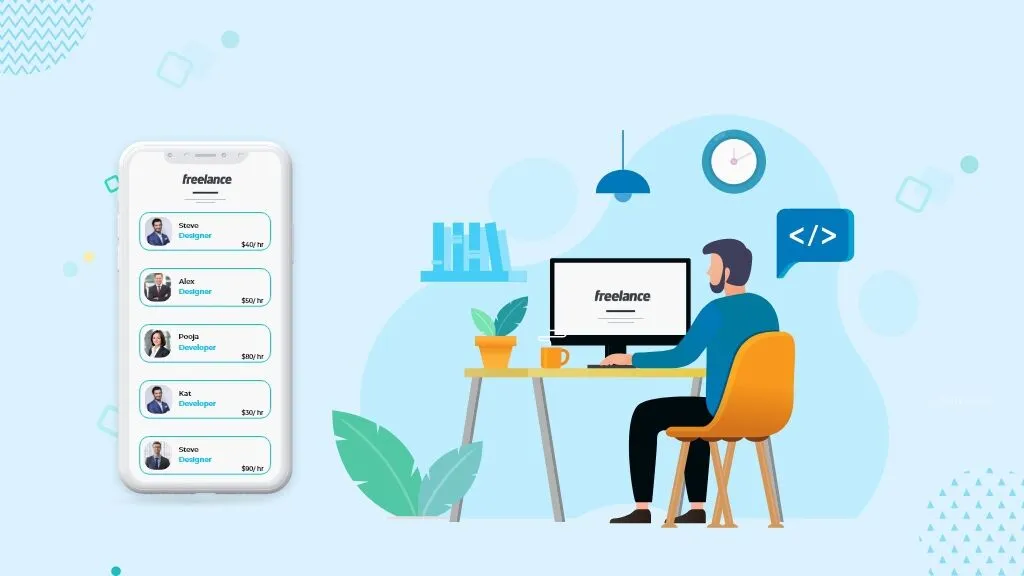 freelance
Steve
Designer
$40/ hr
Alex
Designer
$50/ hr
Pooja
Developer
$80/ hr
Kat
Developer
$30/ hr
Steve
Designer
$90/ hr
</>
freelance